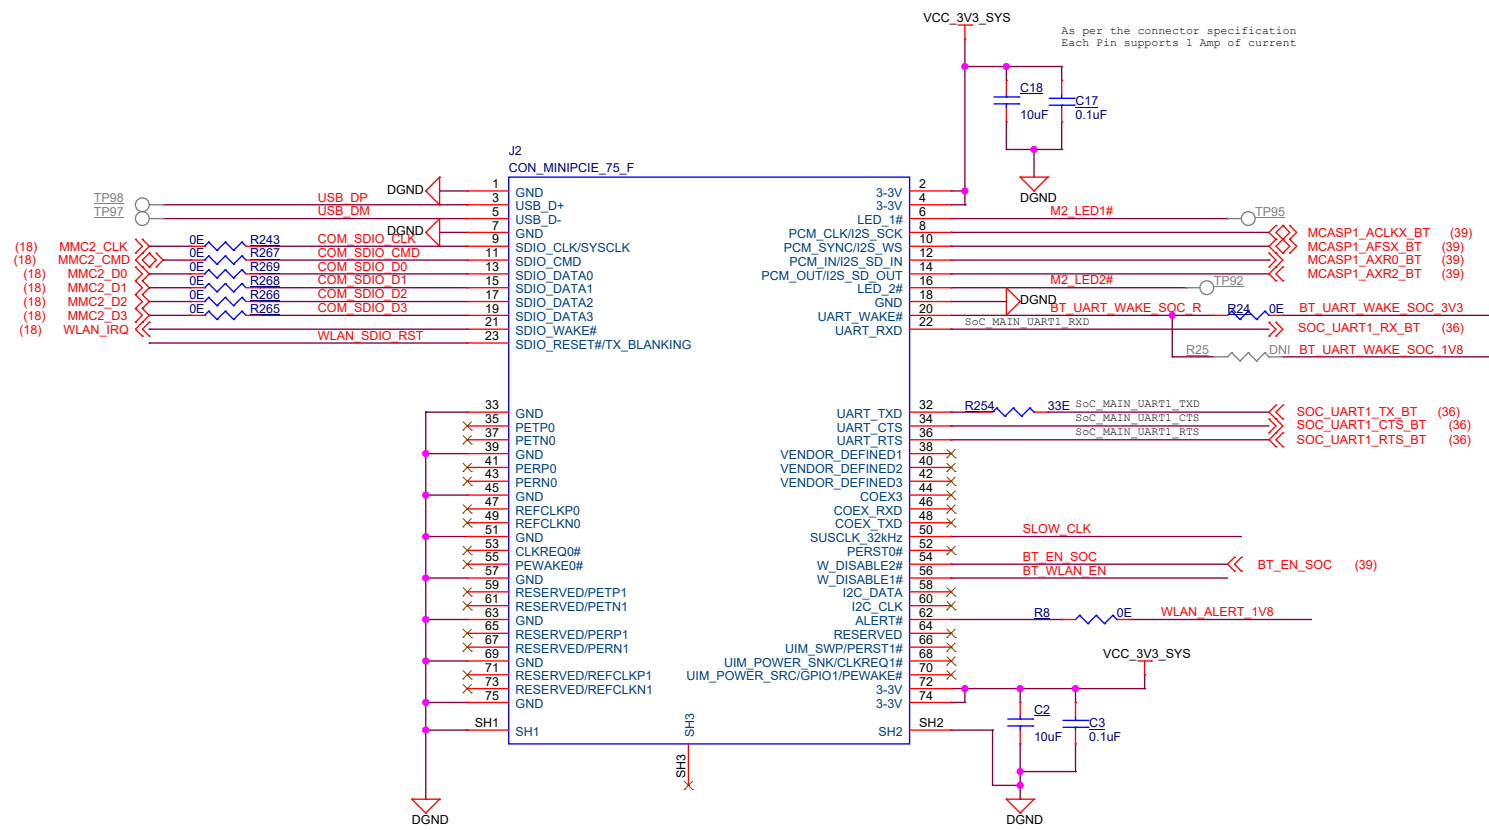 VCC_3V3_SYS
As per the connector specification
Each Pin supports 1 Amp of current
C18
10uF
C17
0.1uF
DGND
J2
CON_MINIPCIE_75_F
TP98 USB_DP DGND 1 GND 3-3V 2
TP97 USB_DM 3 USB_D+ 3-3V 4
5 USB_D- LED_1# 6 M2_LED1# TP95
DGND 7 GND PCM_CLK/I2S_SCK 8 MCASP1_ACLKX_BT (39)
(18) MMC2_CLK 0E R243 COM_SDIO_CLK 9 SDIO_CLK/SYSCLK PCM_SYNC/I2S_WS 10 MCASP1_AFSX_BT (39)
(18) MMC2_CMD R267 COM_SDIO_CMD 11 SDIO_CMD PCM_IN/I2S_SD_IN 12 MCASP1_AXR0_BT (39)
(18) MMC2_D0 0E R269 COM_SDIO_D0 13 SDIO_DATA0 PCM_OUT/I2S_SD_OUT 14 MCASP1_AXR2_BT (39)
(18) MMC2_D1 0E R268 COM_SDIO_D1 15 SDIO_DATA1 LED_2# 16 M2_LED2# TP92
(18) MMC2_D2 0E R266 COM_SDIO_D2 17 SDIO_DATA2 GND 18 DGND
(18) MMC2_D3 0E R265 COM_SDIO_D3 19 SDIO_DATA3 UART_WAKE# 20 BT_UART_WAKE_SOC_R R24 0E BT_UART_WAKE_SOC_3V3
(18) WLAN_IRQ 21 SDIO_WAKE# UART_RXD 22 SoC_MAIN_UART1_RXD SOC_UART1_RX_BT (36)
WLAN_SDIO_RST 23 SDIO_RESET#/TX_BLANKING
R25 DNI BT_UART_WAKE_SOC_1V8
33 GND UART_TXD 32 R254 33E SoC_MAIN_UART1_TXD SOC_UART1_TX_BT (36)
35 PETP0 UART_CTS 34 SoC_MAIN_UART1_CTS SOC_UART1_CTS_BT (36)
37 PETN0 UART_RTS 36 SoC_MAIN_UART1_RTS SOC_UART1_RTS_BT (36)
39 GND VENDOR_DEFINED1 38
41 PERP0 VENDOR_DEFINED2 40
43 PERN0 VENDOR_DEFINED3 42
45 GND COEX3 44
47 REFCLKP0 COEX_RXD 46
49 REFCLKN0 COEX_TXD 48
51 GND SUSCLK_32kHz 50 SLOW_CLK
53 CLKREQ0# PERST0# 52
55 PEWAKE0# W_DISABLE2# 54 BT_EN_SOC BT_EN_SOC (39)
57 GND W_DISABLE1# 56 BT_WLAN_EN
59 RESERVED/PETP1 I2C_DATA 58
61 RESERVED/PETN1 I2C_CLK 60
63 GND ALERT# 62 R8 0E WLAN_ALERT_1V8
65 RESERVED/PERP1 RESERVED 64
67 RESERVED/PERN1 UIM_SWP/PERST1# 66
69 GND UIM_POWER_SNK/CLKREQ1# 68 VCC_3V3_SYS
71 RESERVED/REFCLKP1 UIM_POWER_SRC/GPIO1/PEWAKE# 70
73 RESERVED/REFCLKN1 3-3V 72
75 GND 3-3V 74
SH1 SH1 SH3 SH2 SH2
C2
10uF
C3
0.1uF
SH3
DGND
DGND